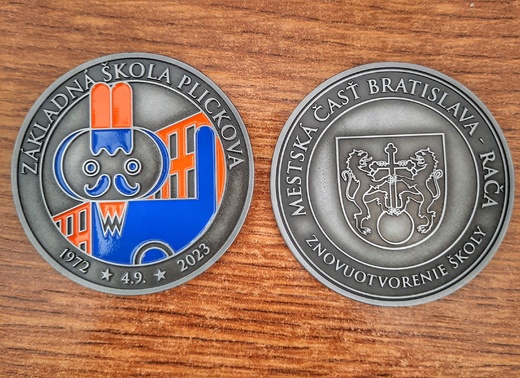 ZÁKLADNÁ ŠKOLA PLICKOVA
1972 ★ 4.9. ★ 2023
MESTSKÁ ČASŤ BRATISLAVA - RAČA
ZNOVUOTVORENIE ŠKOLY